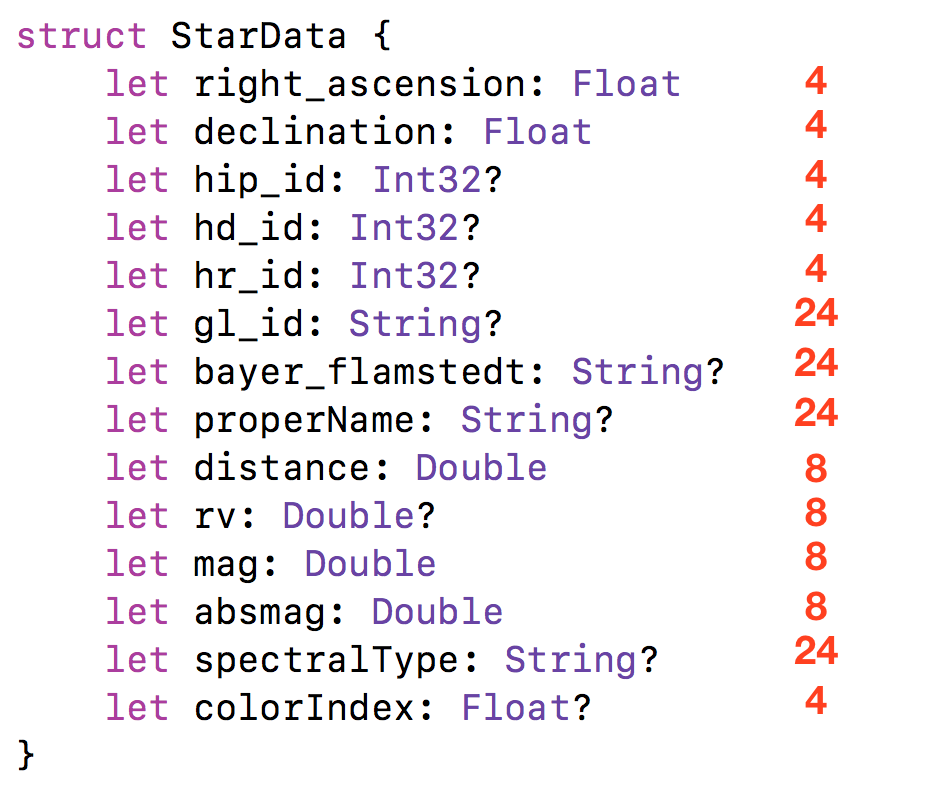 struct StarData {
    let right_ascension: Float 4
    let declination: Float 4
    let hip_id: Int32? 4
    let hd_id: Int32? 4
    let hr_id: Int32? 4
    let gl_id: String? 24
    let bayer_flamstedt: String? 24
    let properName: String? 24
    let distance: Double 8
    let rv: Double? 8
    let mag: Double 8
    let absmag: Double 8
    let spectralType: String? 24
    let colorIndex: Float? 4
}